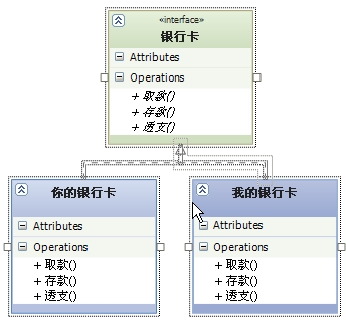 «interface»
银行卡
Attributes
Operations
+ 取款()
+ 存款()
+ 透支()
你的银行卡
Attributes
Operations
+ 取款()
+ 存款()
+ 透支()
我的银行卡
Attributes
Operations
+ 取款()
+ 存款()
+ 透支()